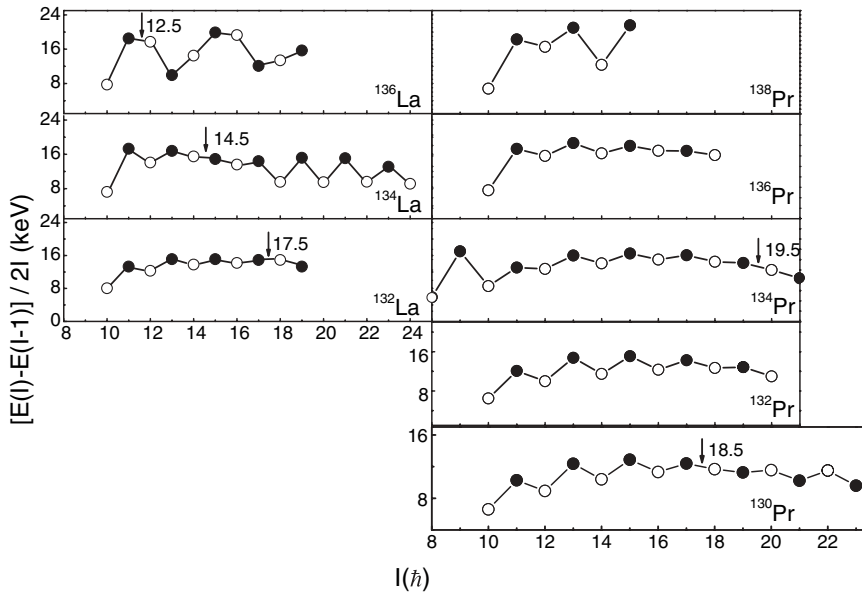 24
16
8
12.5
136La
138Pr
24
16
8
14.5
134La
136Pr
24
16
8
0
17.5
132La
19.5
134Pr
8 10 12 14 16 18 20 22 24
16
8
132Pr
16
8
18.5
130Pr
8 10 12 14 16 18 20 22
[E(I)-E(I-1)] / 2I (keV)
I(ℏ)